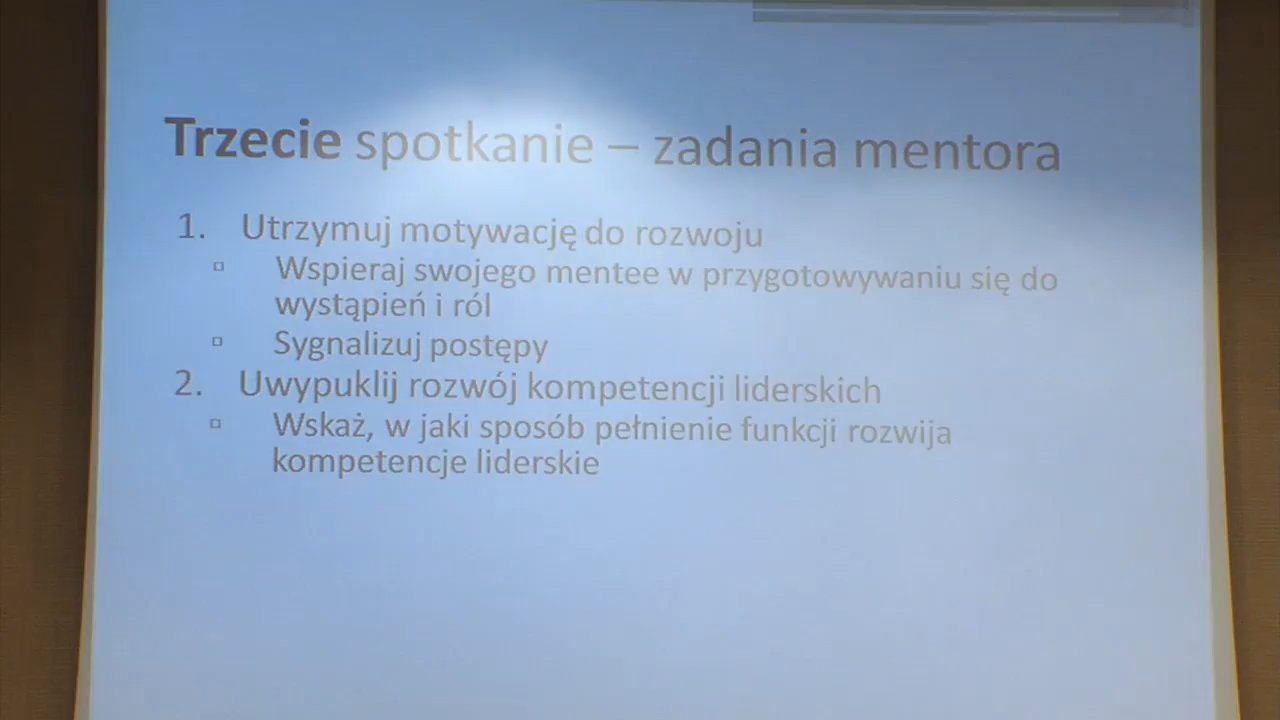 Trzecie spotkanie – zadania mentora
1. Utrzymuj motywację do rozwoju
▫ Wspieraj swojego mentee w przygotowywaniu się do
wystąpień i ról
▫ Sygnalizuj postępy
2. Uwypuklij rozwój kompetencji liderskich
▫ Wskaż, w jaki sposób pełnienie funkcji rozwija
kompetencje liderskie